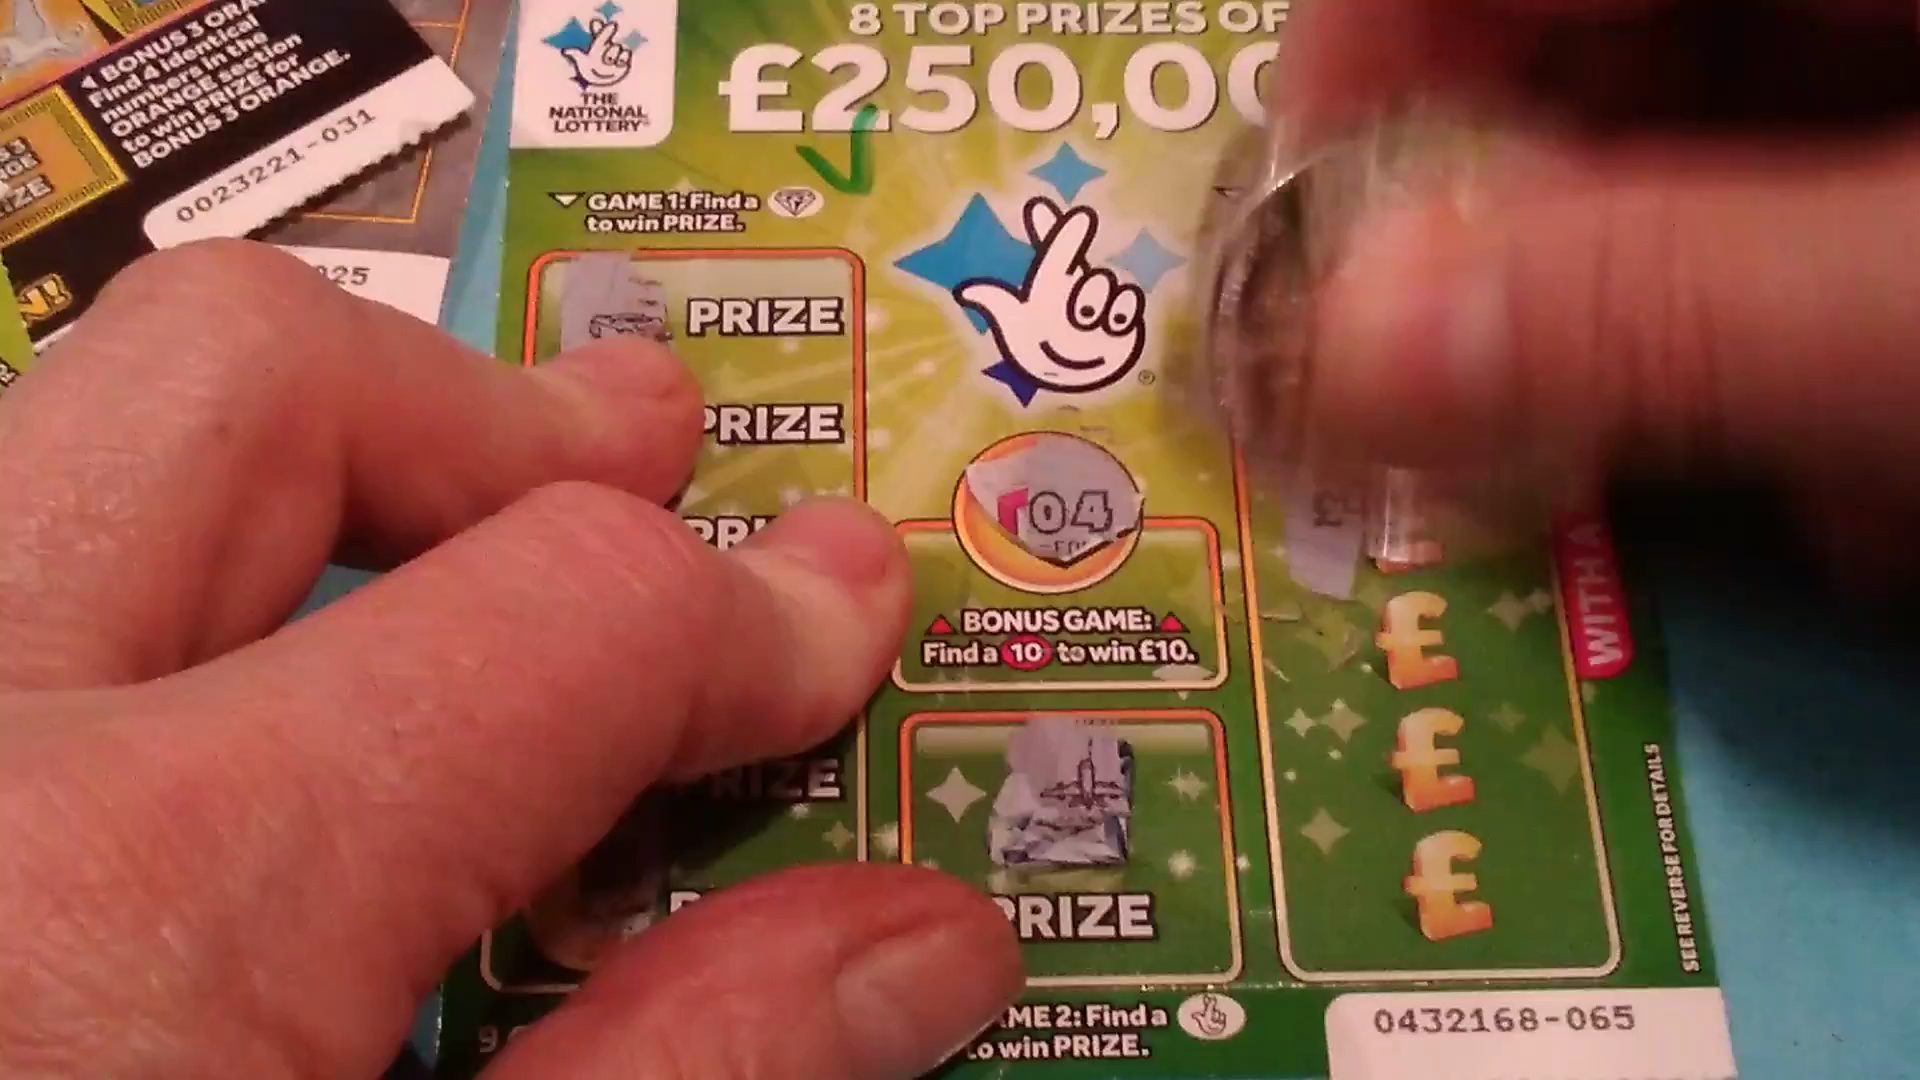 ◄ BONUS 3 ORA
Find 4 identical
numbers in the
ORANGE section
to win PRIZE for
BONUS 3 ORANGE.
0023221-031
THE
NATIONAL
LOTTERY®
8 TOP PRIZES OF
£250,00
GAME 1: Find a
to win PRIZE.
PRIZE
PRIZE
PRI
PRIZE
04
BONUS GAME:
Find a 10 to win £10.
PRIZE
£
£
£
WITH A
SEE REVERSE FOR DETAILS
AME 2: Find a
to win PRIZE.
0432168-065